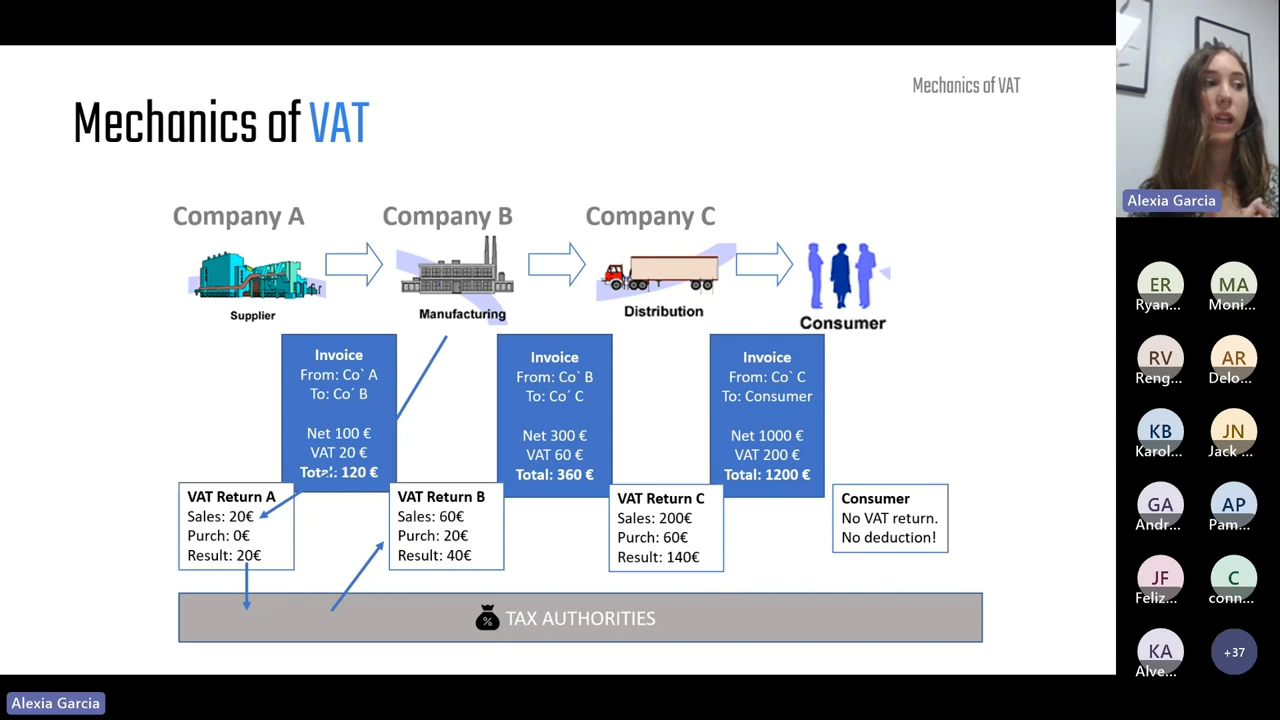 Mechanics of VAT
Mechanics of VAT
Company A
Company B
Company C
Supplier
Manufacturing
Distribution
Consumer
Invoice
From: Co` A
To: Co´ B
Net 100 €
VAT 20 €
Total: 120 €
Invoice
From: Co` B
To: Co´ C
Net 300 €
VAT 60 €
Total: 360 €
Invoice
From: Co` C
To: Consumer
Net 1000 €
VAT 200 €
Total: 1200 €
VAT Return A
Sales: 20€
Purch: 0€
Result: 20€
VAT Return B
Sales: 60€
Purch: 20€
Result: 40€
VAT Return C
Sales: 200€
Purch: 60€
Result: 140€
Consumer
No VAT return.
No deduction!
% TAX AUTHORITIES
Alexia Garcia
ER
Ryan...
MA
Moni...
RV
Reng...
AR
Delo...
KB
Karol...
JN
Jack ...
GA
Andr...
AP
Pam...
JF
Feliz...
C
conn...
KA
Alve...
+37
Alexia Garcia